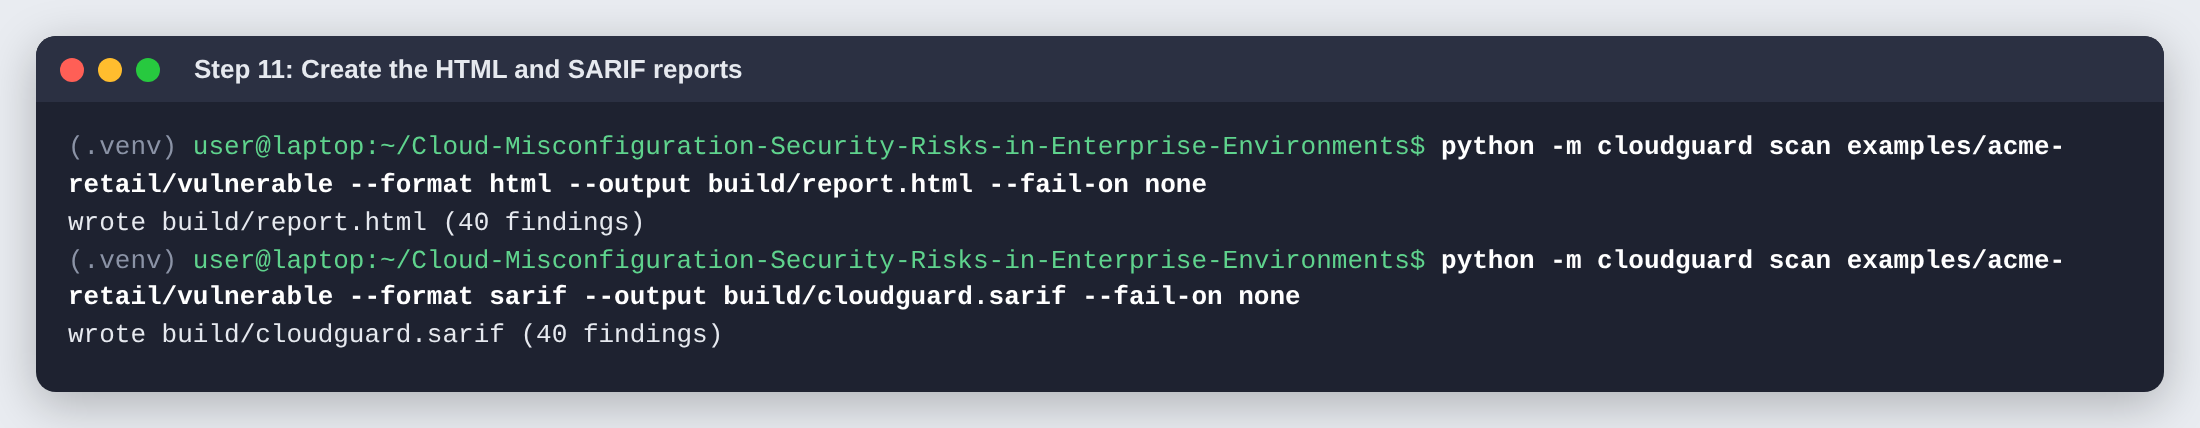 Step 11: Create the HTML and SARIF reports
(.venv) user@laptop:~/Cloud-Misconfiguration-Security-Risks-in-Enterprise-Environments$ python -m cloudguard scan examples/acme-
retail/vulnerable --format html --output build/report.html --fail-on none
wrote build/report.html (40 findings)
(.venv) user@laptop:~/Cloud-Misconfiguration-Security-Risks-in-Enterprise-Environments$ python -m cloudguard scan examples/acme-
retail/vulnerable --format sarif --output build/cloudguard.sarif --fail-on none
wrote build/cloudguard.sarif (40 findings)